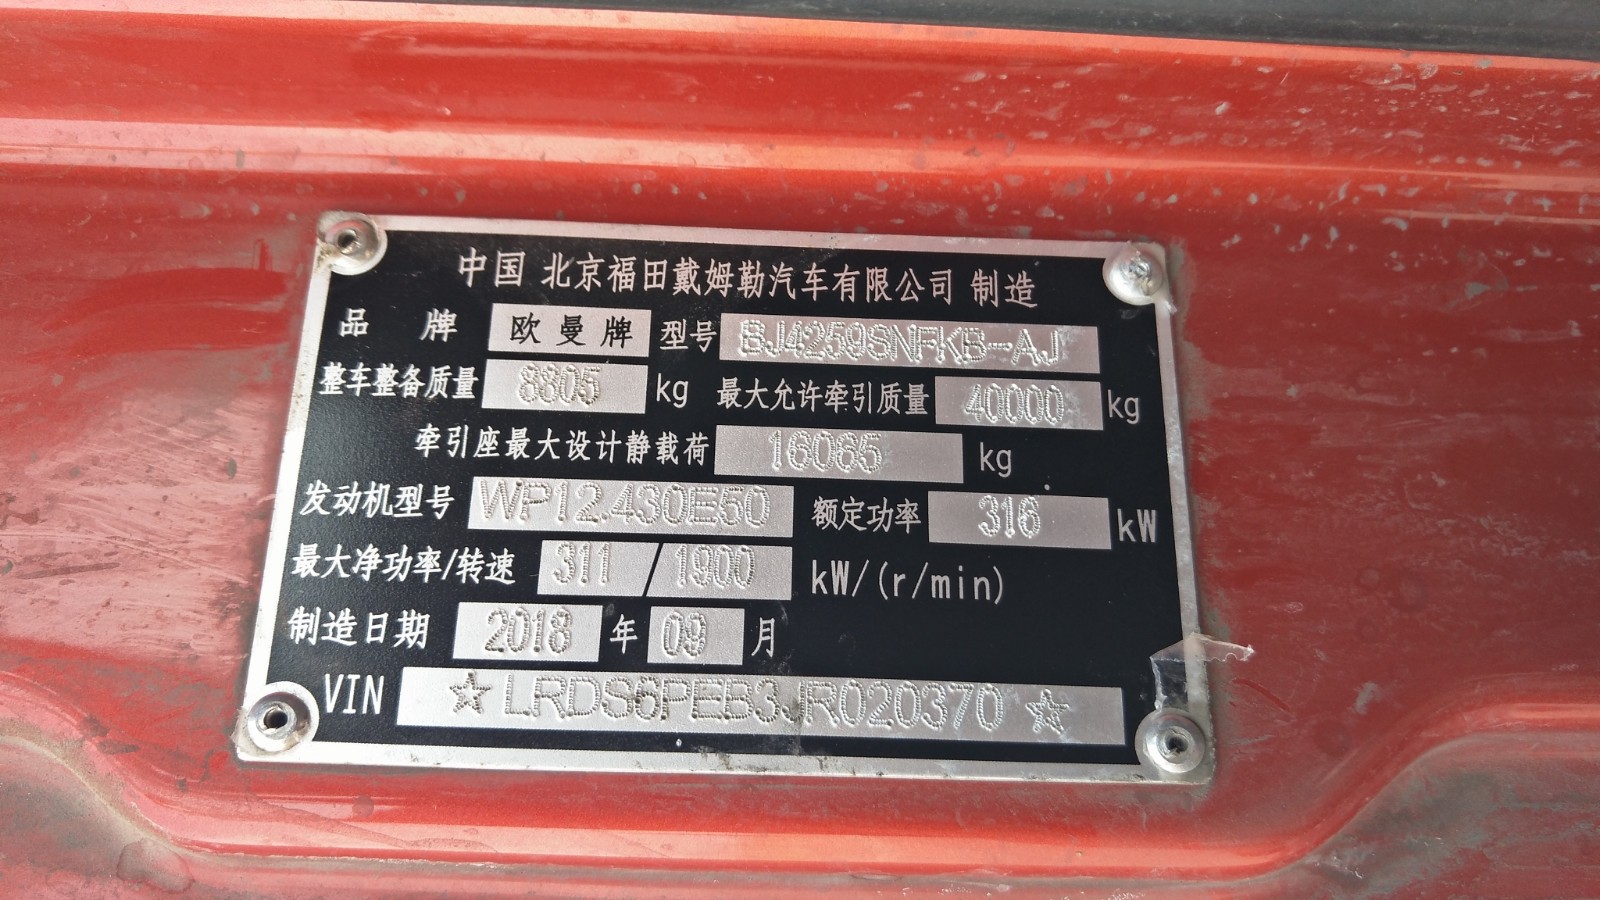 中国 北京福田戴姆勒汽车有限公司 制造
品 牌 欧曼牌 型号 BJ4259SNFKB-AJ
整车整备质量 8805 kg 最大允许牵引质量 40000 kg
牵引座最大设计静载荷 16065 kg
发动机型号 WP12.430E50 额定功率 316 kW
最大净功率/转速 311 / 1900 kW/(r/min)
制造日期 2018 年 09 月
VIN ☆LRDS6PEB3JR020370☆